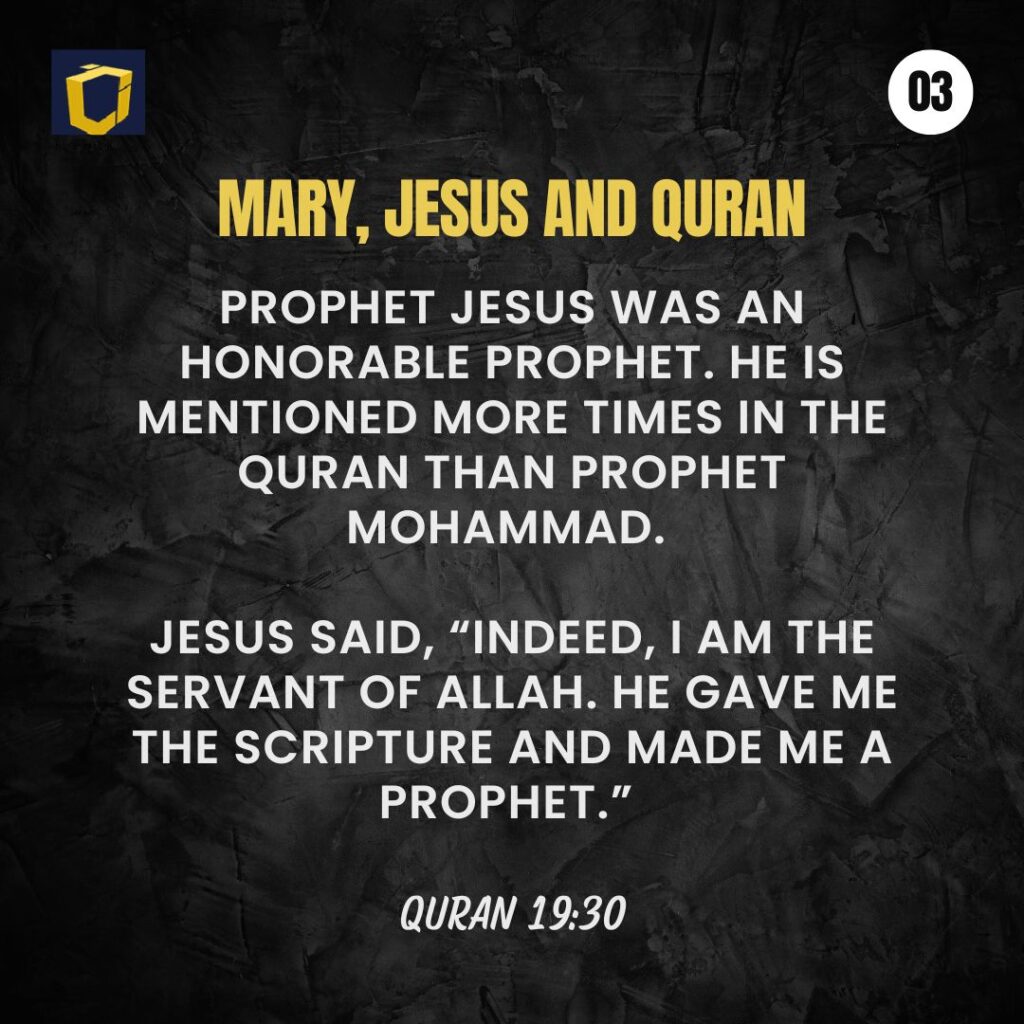 03
MARY, JESUS AND QURAN
PROPHET JESUS WAS AN
HONORABLE PROPHET. HE IS
MENTIONED MORE TIMES IN THE
QURAN THAN PROPHET
MOHAMMAD.
JESUS SAID, “INDEED, I AM THE
SERVANT OF ALLAH. HE GAVE ME
THE SCRIPTURE AND MADE ME A
PROPHET.”
QURAN 19:30